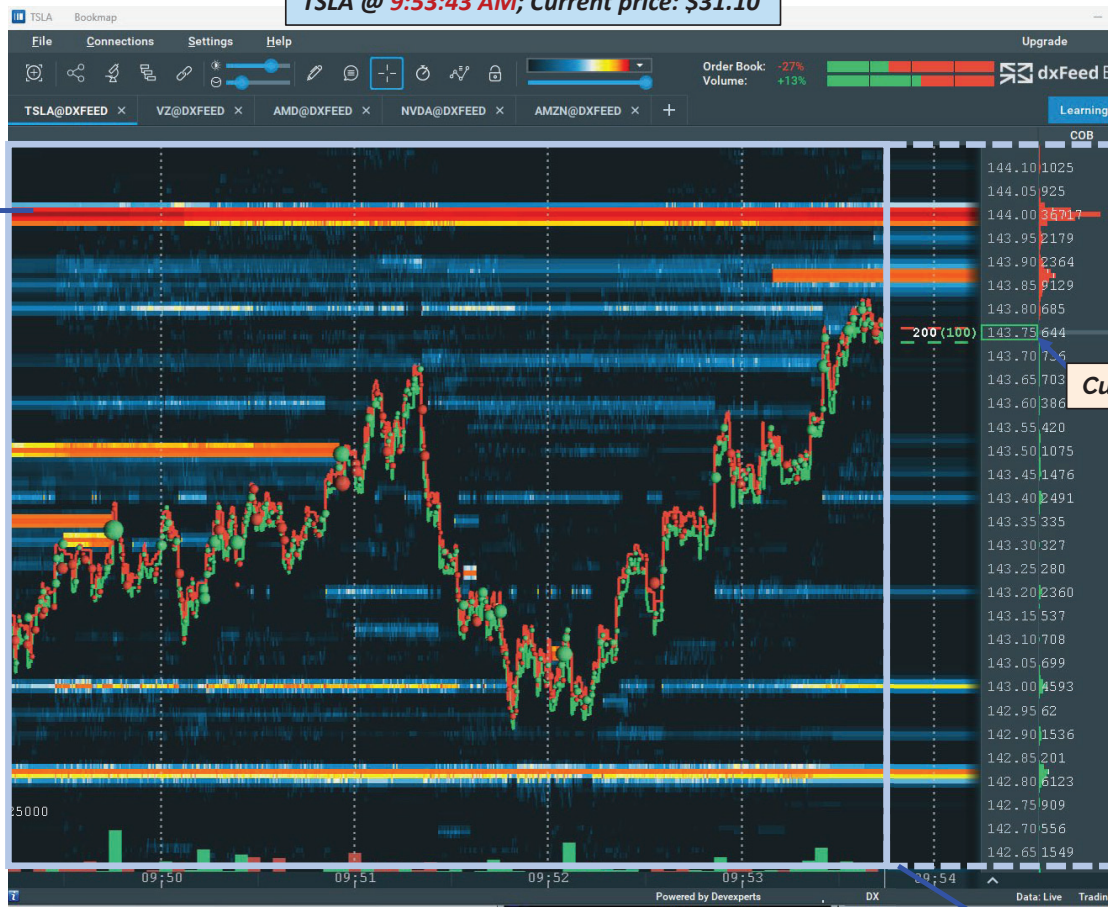 TSLA @ 9:53:43 AM; Current price: $31.10
TSLA Bookmap
File Connections Settings Help Upgrade
Order Book: -27%
Volume: +13%
dxFeed
TSLA@DXFEED × VZ@DXFEED × AMD@DXFEED × NVDA@DXFEED × AMZN@DXFEED × +
Learning
COB
144.10 1025
144.05 925
144.00 36717
143.95 2179
143.90 2364
143.85 9129
143.80 685
200(100) 143.75 644
143.70
143.65 703
143.60 386
143.55 420
143.50 1075
143.45 1476
143.40 2491
143.35 335
143.30 327
143.25 280
143.20 2360
143.15 537
143.10 708
143.05 699
143.00 4593
142.95 62
142.90 1536
142.85 201
142.80 6123
142.75 909
142.70 556
142.65 1549
09:50 09:51 09:52 09:53 09:54
Powered by Devexperts DX Data: Live